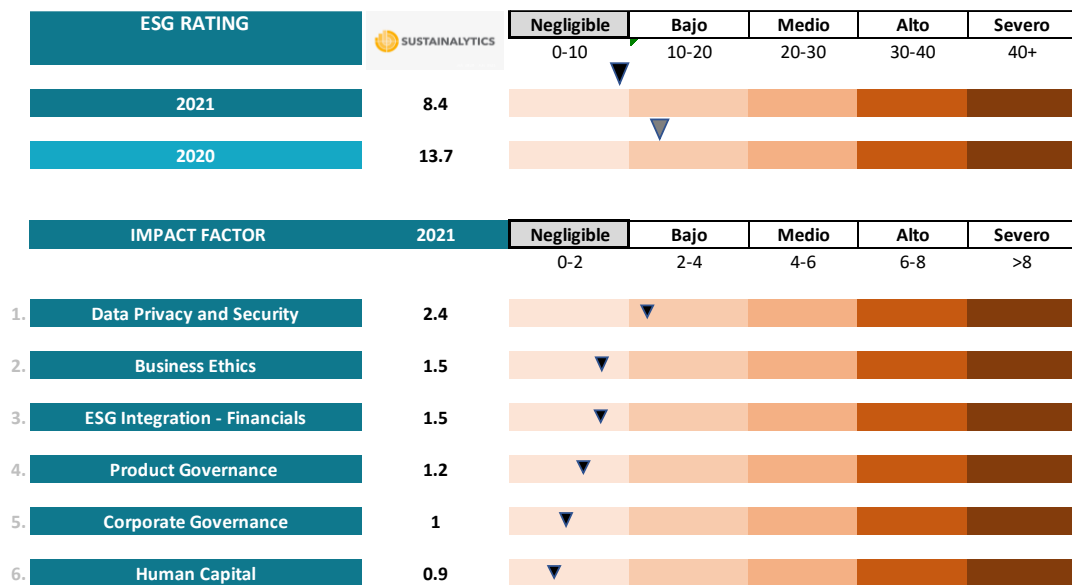 ESG RATING SUSTAINALYTICS Negligible Bajo Medio Alto Severo
0-10 10-20 20-30 30-40 40+
2021 8.4
2020 13.7
IMPACT FACTOR 2021 Negligible Bajo Medio Alto Severo
0-2 2-4 4-6 6-8 >8
1. Data Privacy and Security 2.4
2. Business Ethics 1.5
3. ESG Integration - Financials 1.5
4. Product Governance 1.2
5. Corporate Governance 1
6. Human Capital 0.9